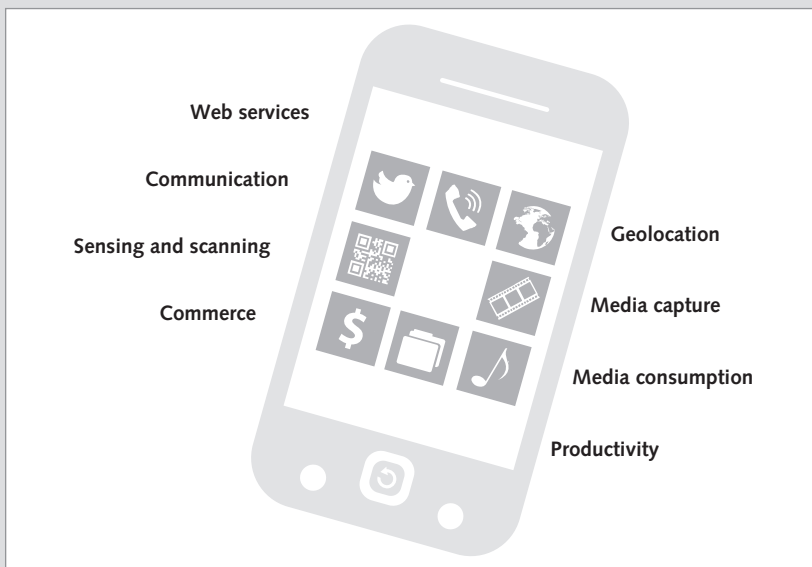 Web services
Communication
Sensing and scanning
Commerce
Geolocation
Media capture
Media consumption
Productivity
$